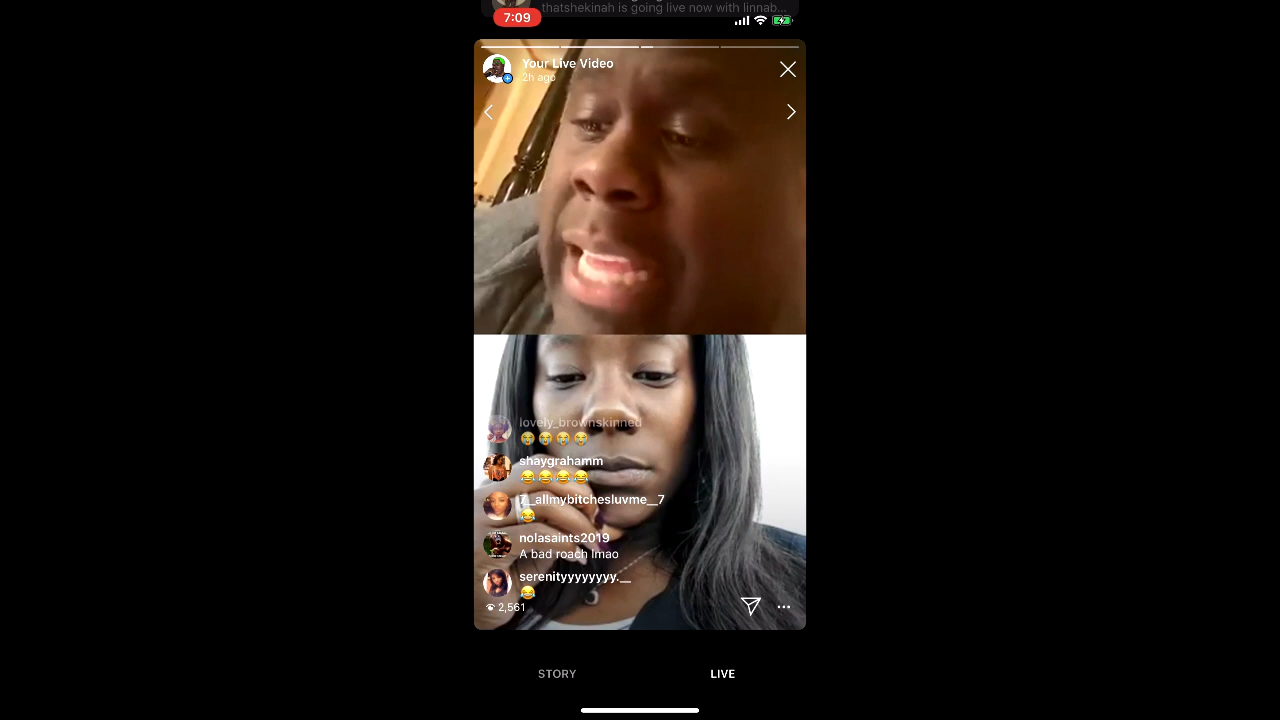 thatshekinah is going live now with linnab...
7:09
Your Live Video
2h ago
lovely_brownskinned
😭 😭 😭 😭
shaygrahamm
😂 😂 😂 😂
7_allmybitchesluvme__7
😂
nolasaints2019
A bad roach lmao
serenityyyyyyyy.__
😂
2,561
STORY
LIVE